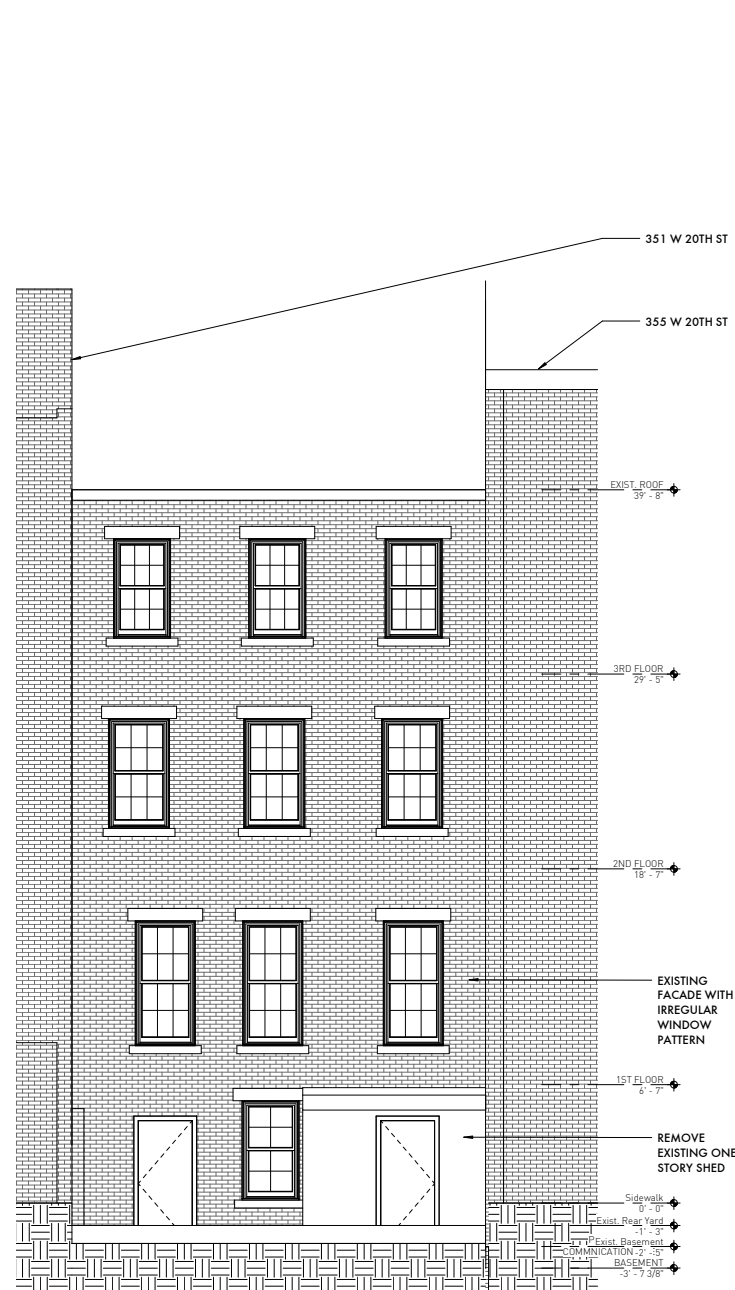 351 W 20TH ST
355 W 20TH ST
EXIST. ROOF
39' - 8"
3RD FLOOR
29' - 5"
2ND FLOOR
18' - 7"
EXISTING
FACADE WITH
IRREGULAR
WINDOW
PATTERN
1ST FLOOR
6' - 7"
REMOVE
EXISTING ONE
STORY SHED
Sidewalk
0' - 0"
Exist. Rear Yard
-1' - 3"
Exist. Basement
COMMNICATION
BASEMENT
-3' - 7 3/8"